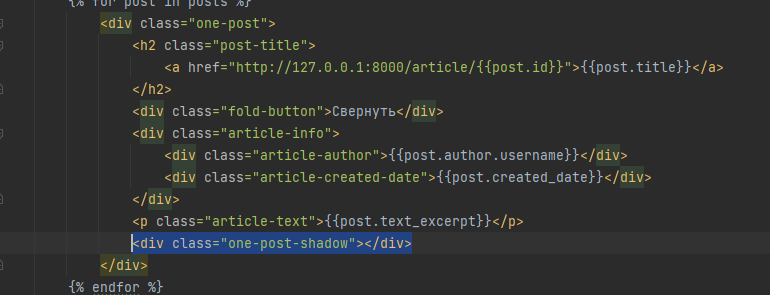 {% for post in posts %}
<div class="one-post">
<h2 class="post-title">
<a href="http://127.0.0.1:8000/article/{{post.id}}">{{post.title}}</a>
</h2>
<div class="fold-button">Свернуть</div>
<div class="article-info">
<div class="article-author">{{post.author.username}}</div>
<div class="article-created-date">{{post.created_date}}</div>
</div>
<p class="article-text">{{post.text_excerpt}}</p>
<div class="one-post-shadow"></div>
</div>
{% endfor %}